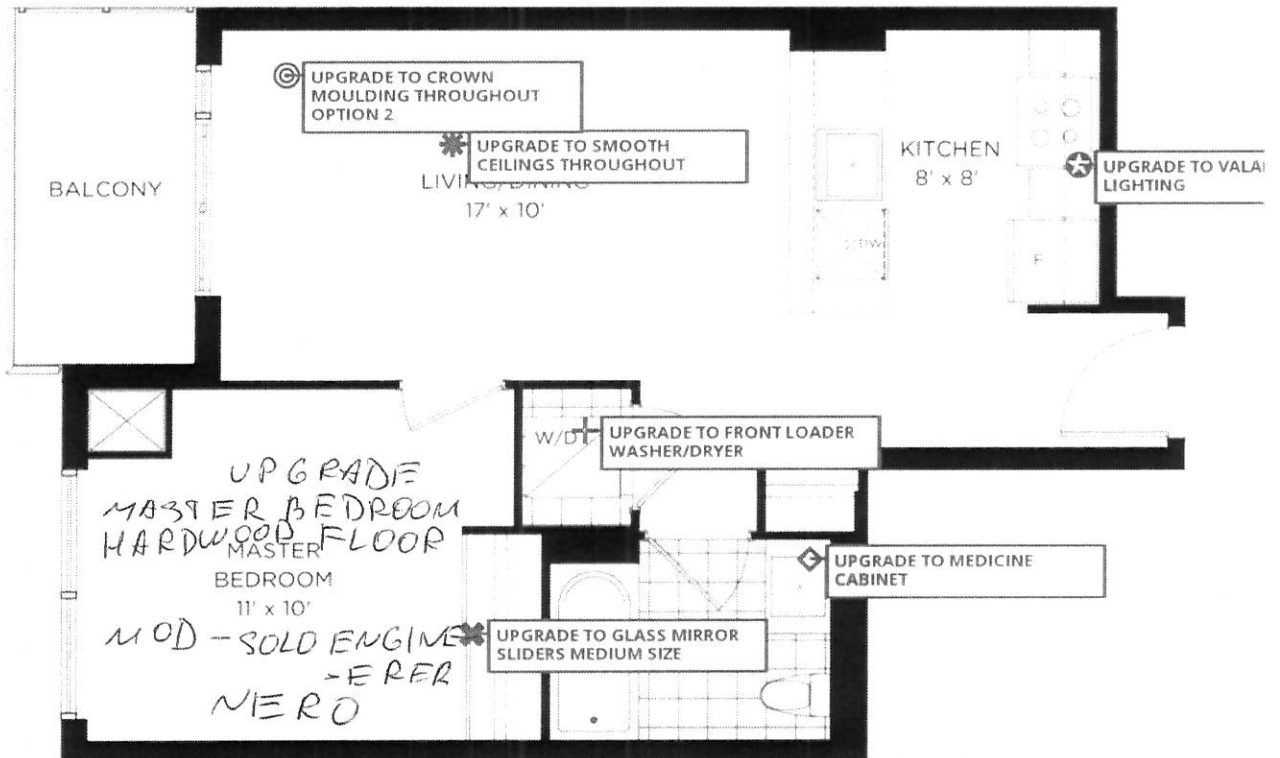 UPGRADE TO CROWN
MOULDING THROUGHOUT
OPTION 2
UPGRADE TO SMOOTH
CEILINGS THROUGHOUT
LIVING/DINING
17' x 10'
BALCONY
KITCHEN
8' x 8'
UPGRADE TO VALA
LIGHTING
DW
F
W/D
UPGRADE TO FRONT LOADER
WASHER/DRYER
UPGRADE
MASTER BEDROOM
HARDWOOD FLOOR
MASTER
BEDROOM
11' x 10'
MOD - SOLD ENGINE
-ERER
NERO
UPGRADE TO MEDICINE
CABINET
UPGRADE TO GLASS MIRROR
SLIDERS MEDIUM SIZE